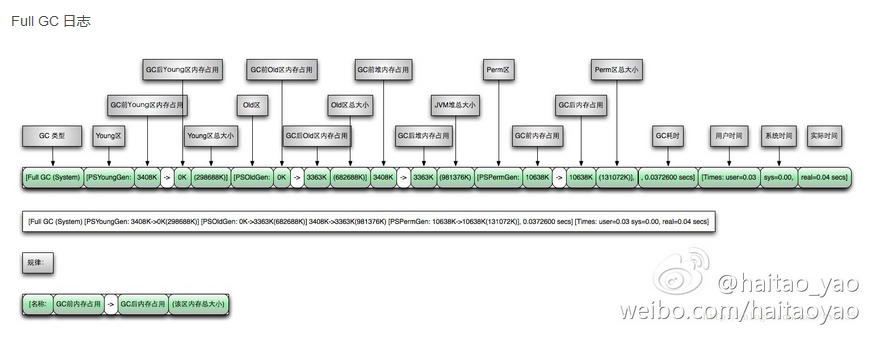 Full GC 日志
GC后Young区内存占用 GC前Old区内存占用 GC前堆内存占用 Perm区 Perm区总大小
GC前Young区内存占用 Old区 Old区总大小 JVM堆总大小 GC后内存占用
GC 类型 Young区 Young区总大小 GC后Old区内存占用 GC后堆内存占用 GC前内存占用 GC耗时 用户时间 系统时间 实际时间
[Full GC (System) [PSYoungGen: 3408K -> 0K (298688K)] [PSOldGen: 0K -> 3363K (682688K)] 3408K -> 3363K (981376K) [PSPermGen: 10638K -> 10638K (131072K)], , 0.0372600 secs] [Times: user=0.03 sys=0.00, real=0.04 secs]
[Full GC (System) [PSYoungGen: 3408K->0K(298688K)] [PSOldGen: 0K->3363K(682688K)] 3408K->3363K(981376K) [PSPermGen: 10638K->10638K(131072K)], 0.0372600 secs] [Times: user=0.03 sys=0.00, real=0.04 secs]
规律：
[名称: GC前内存占用 -> GC后内存占用 (该区内存总大小)]
@haitao_yao
weibo.com/haitaoyao